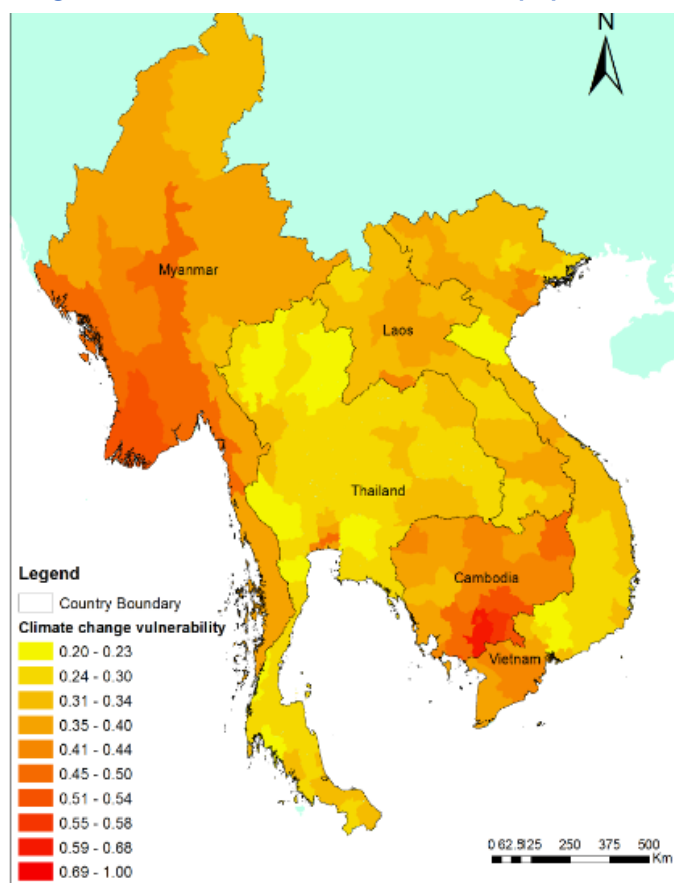 N
Myanmar
Laos
Thailand
Cambodia
Vietnam
Legend
Country Boundary
Climate change vulnerability
0.20 - 0.23
0.24 - 0.30
0.31 - 0.34
0.35 - 0.40
0.41 - 0.44
0.45 - 0.50
0.51 - 0.54
0.55 - 0.58
0.59 - 0.68
0.69 - 1.00
250 375 500
Km